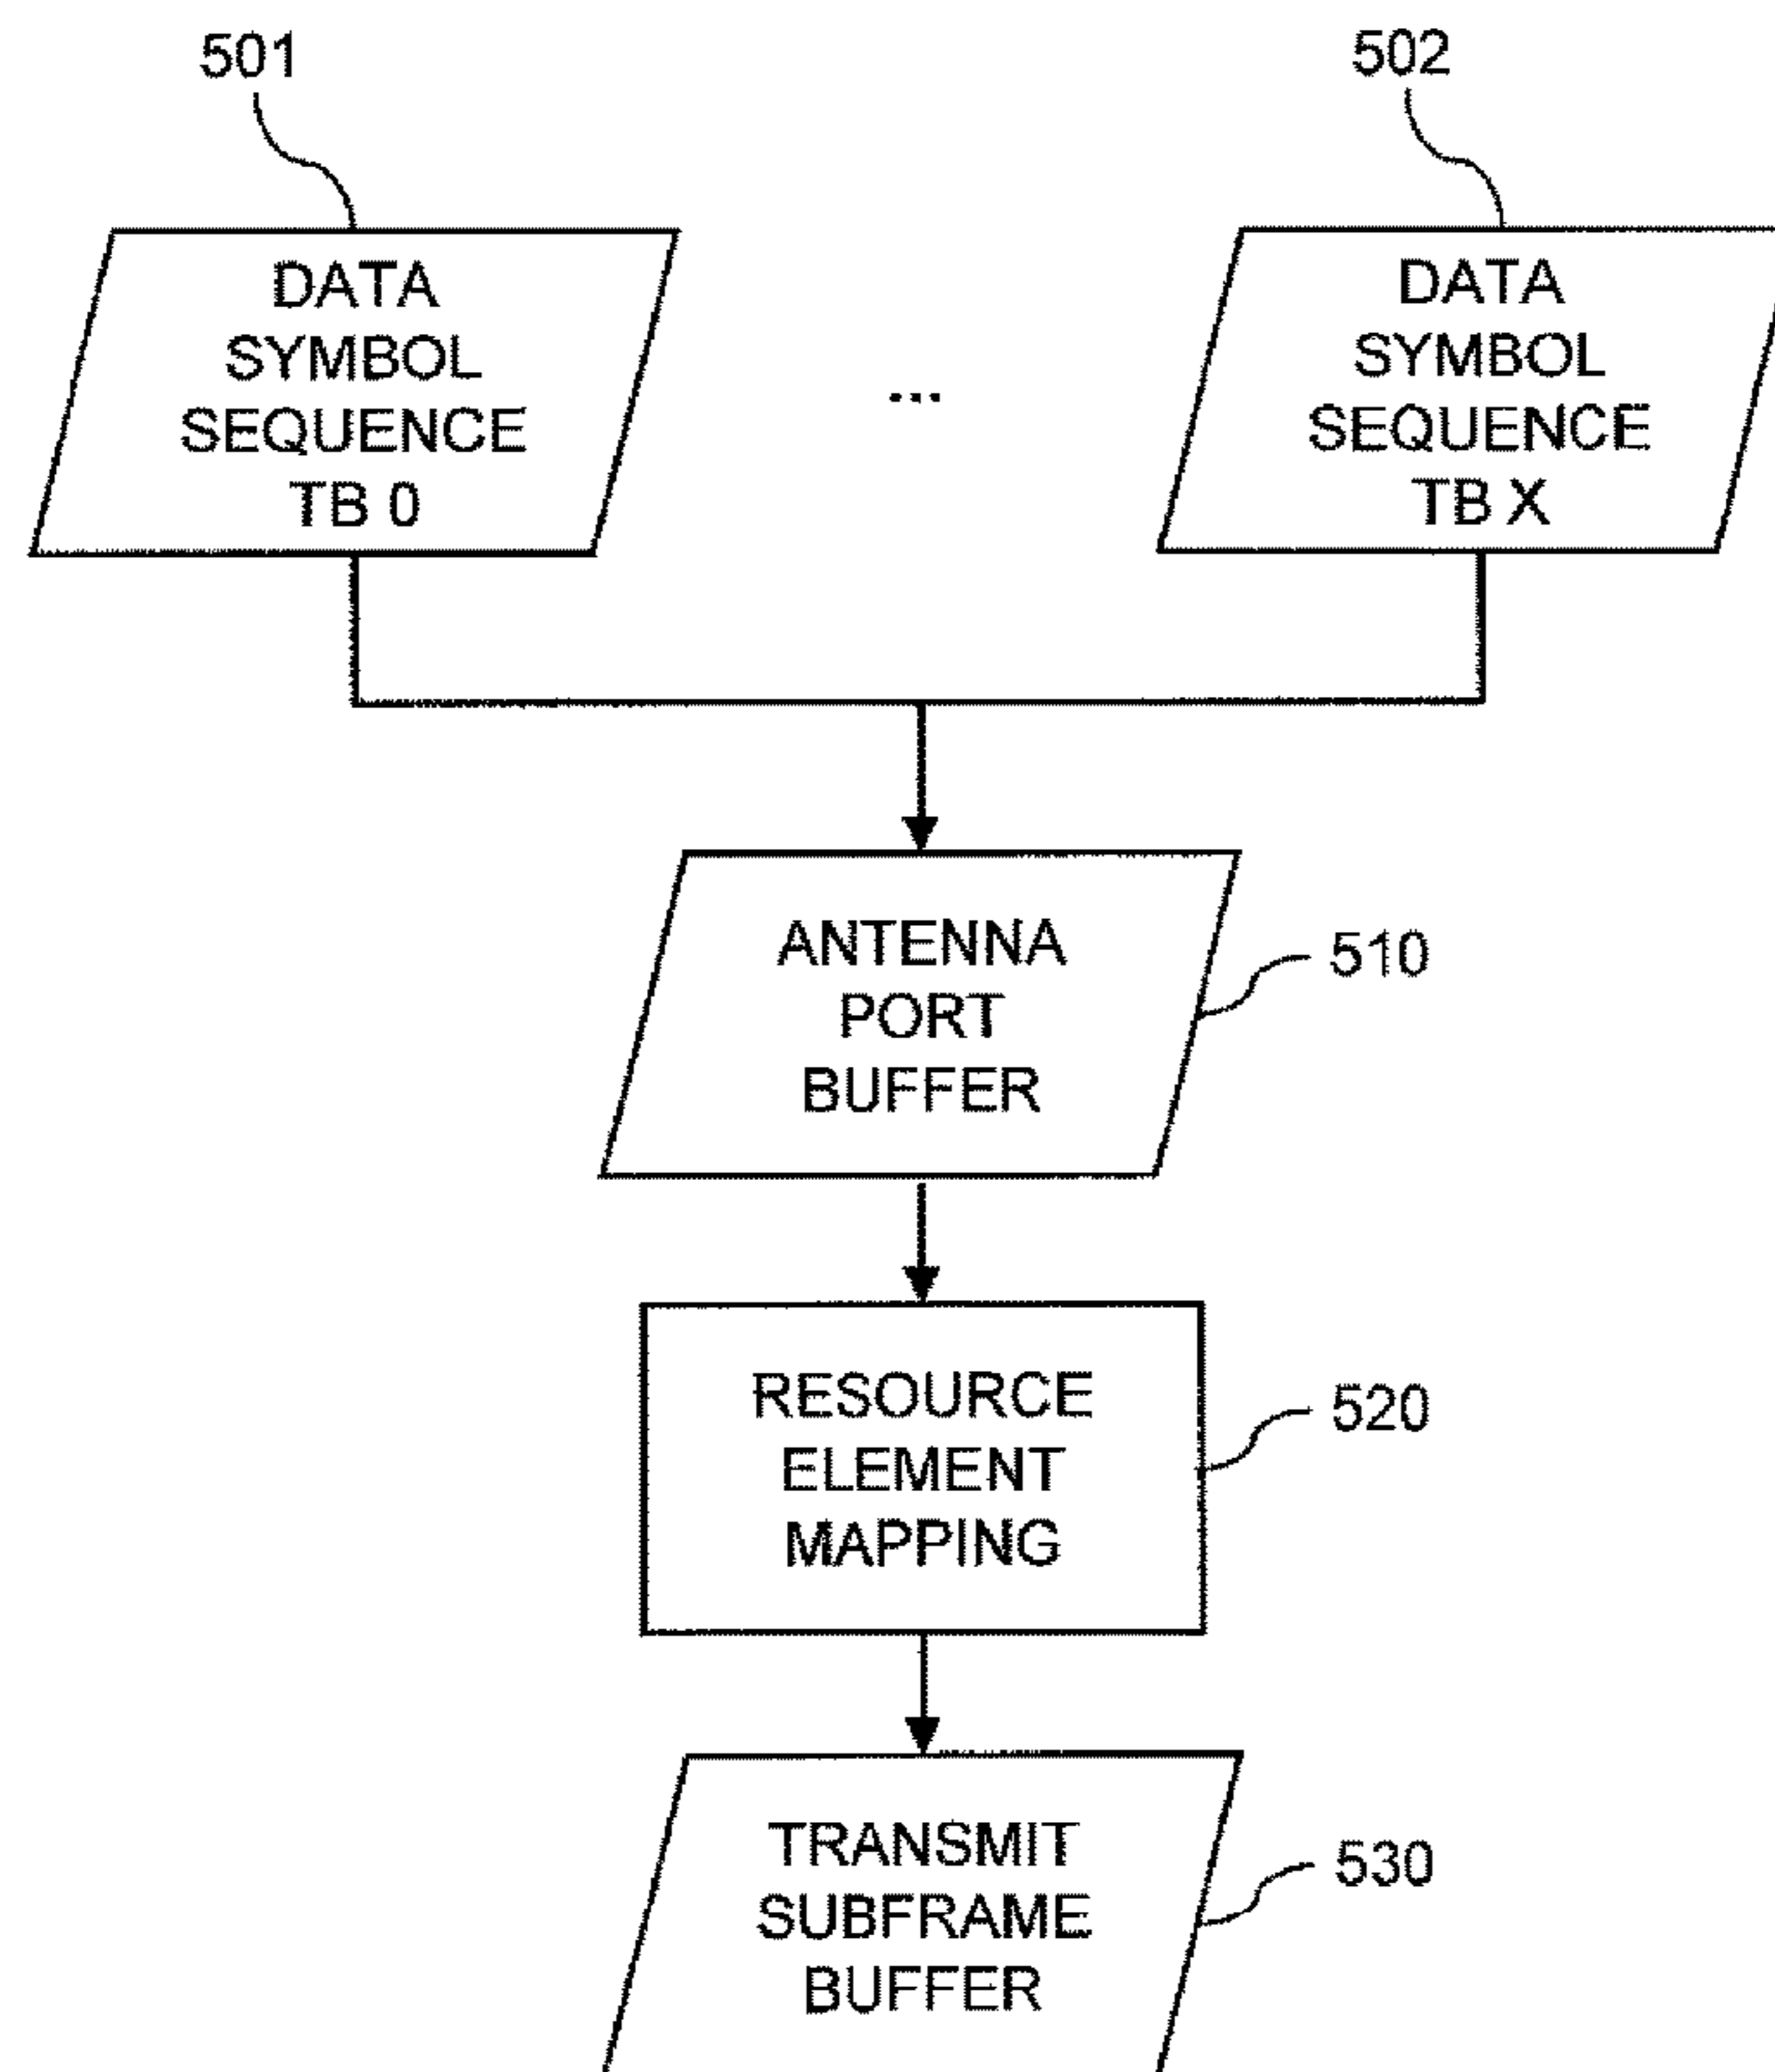 501
502
DATA
SYMBOL
SEQUENCE
TB 0
...
DATA
SYMBOL
SEQUENCE
TB X
ANTENNA
PORT
BUFFER
510
RESOURCE
ELEMENT
MAPPING
520
TRANSMIT
SUBFRAME
BUFFER
530